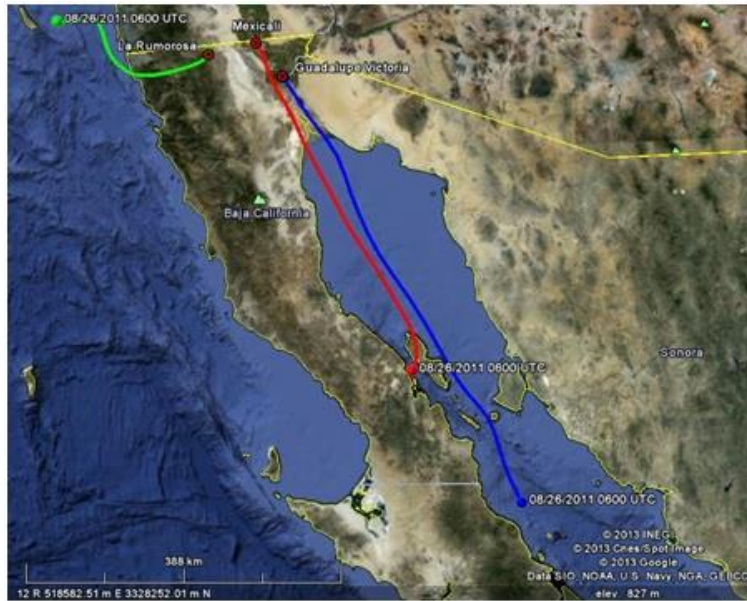 08/26/2011 0600 UTC
Mexicali
La Rumorosa
Guadalupe Victoria
Baja California
Sonora
08/26/2011 0600 UTC
08/26/2011 0600 UTC
© 2013 INEGI
© 2013 Cnes/Spot Image
© 2013 Google
388 km
Data SIO, NOAA, U.S. Navy, NGA, GEBCO
12 R 518582.51 m E 3328252.01 m N
elev. 827 m